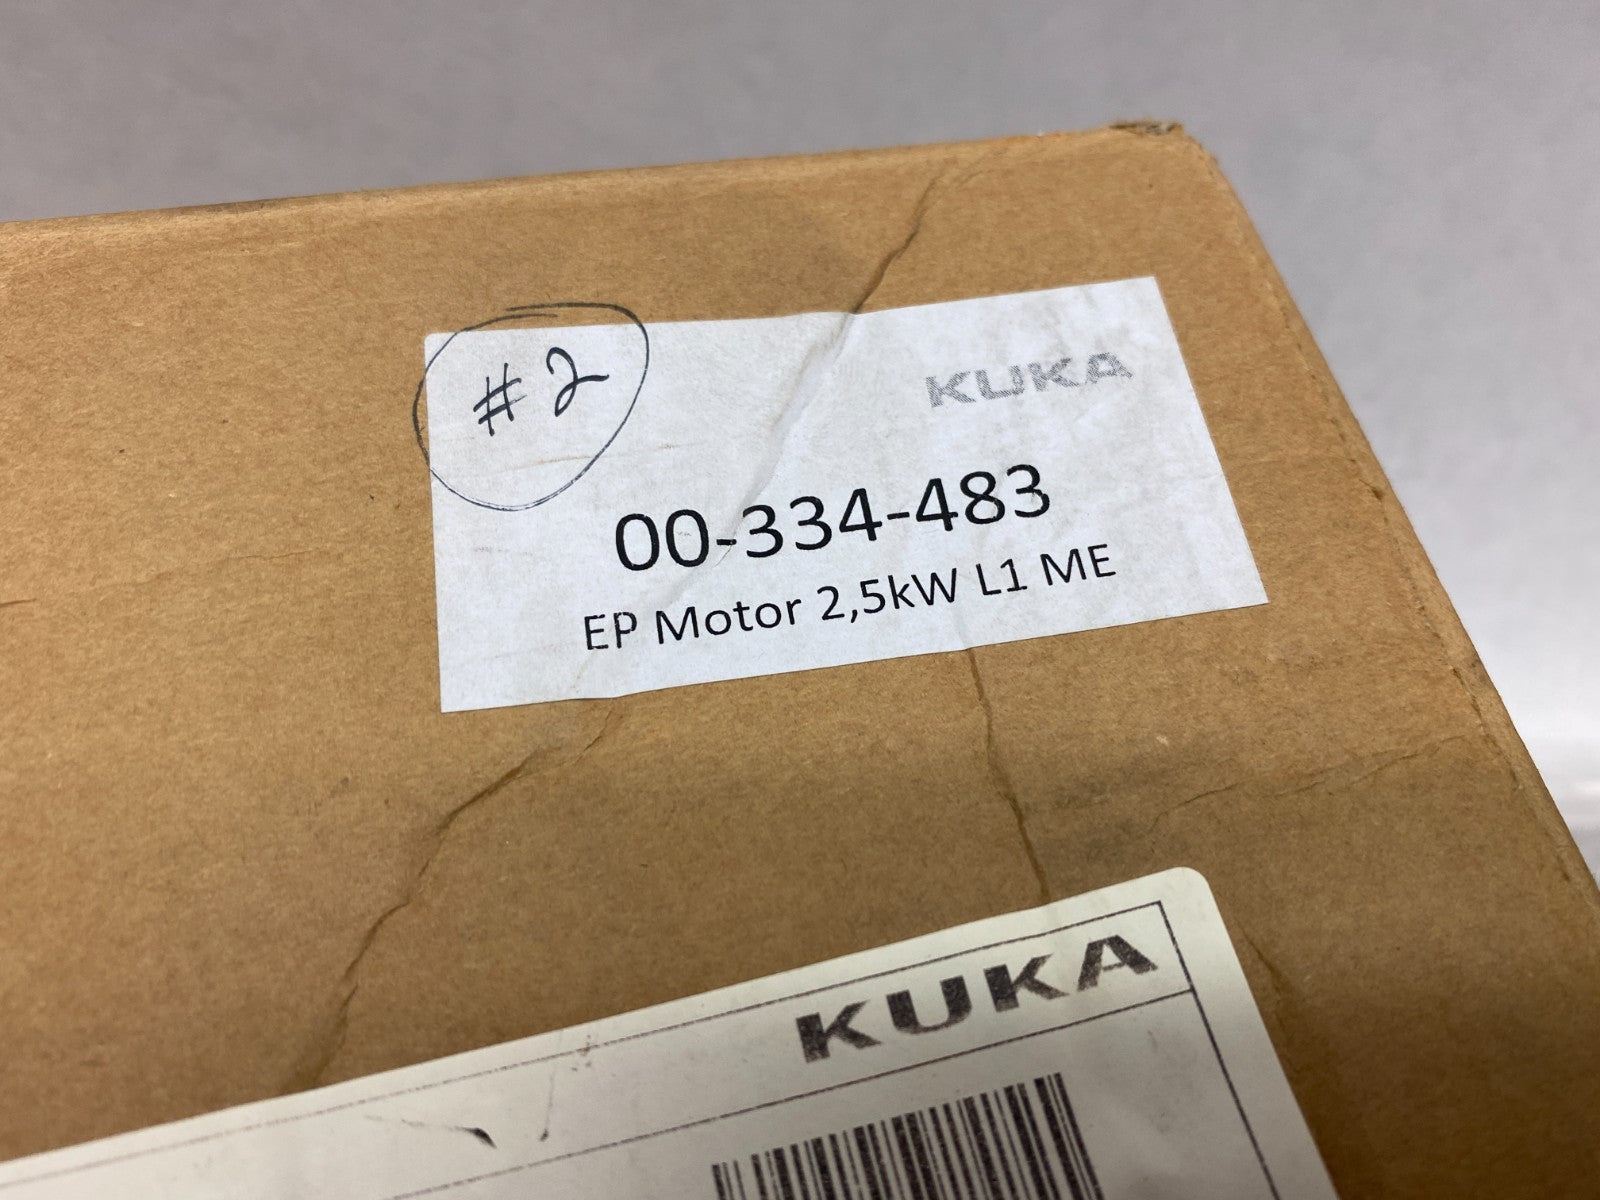 #2
KUKA
00-334-483
EP Motor 2,5kW L1 ME
KUKA